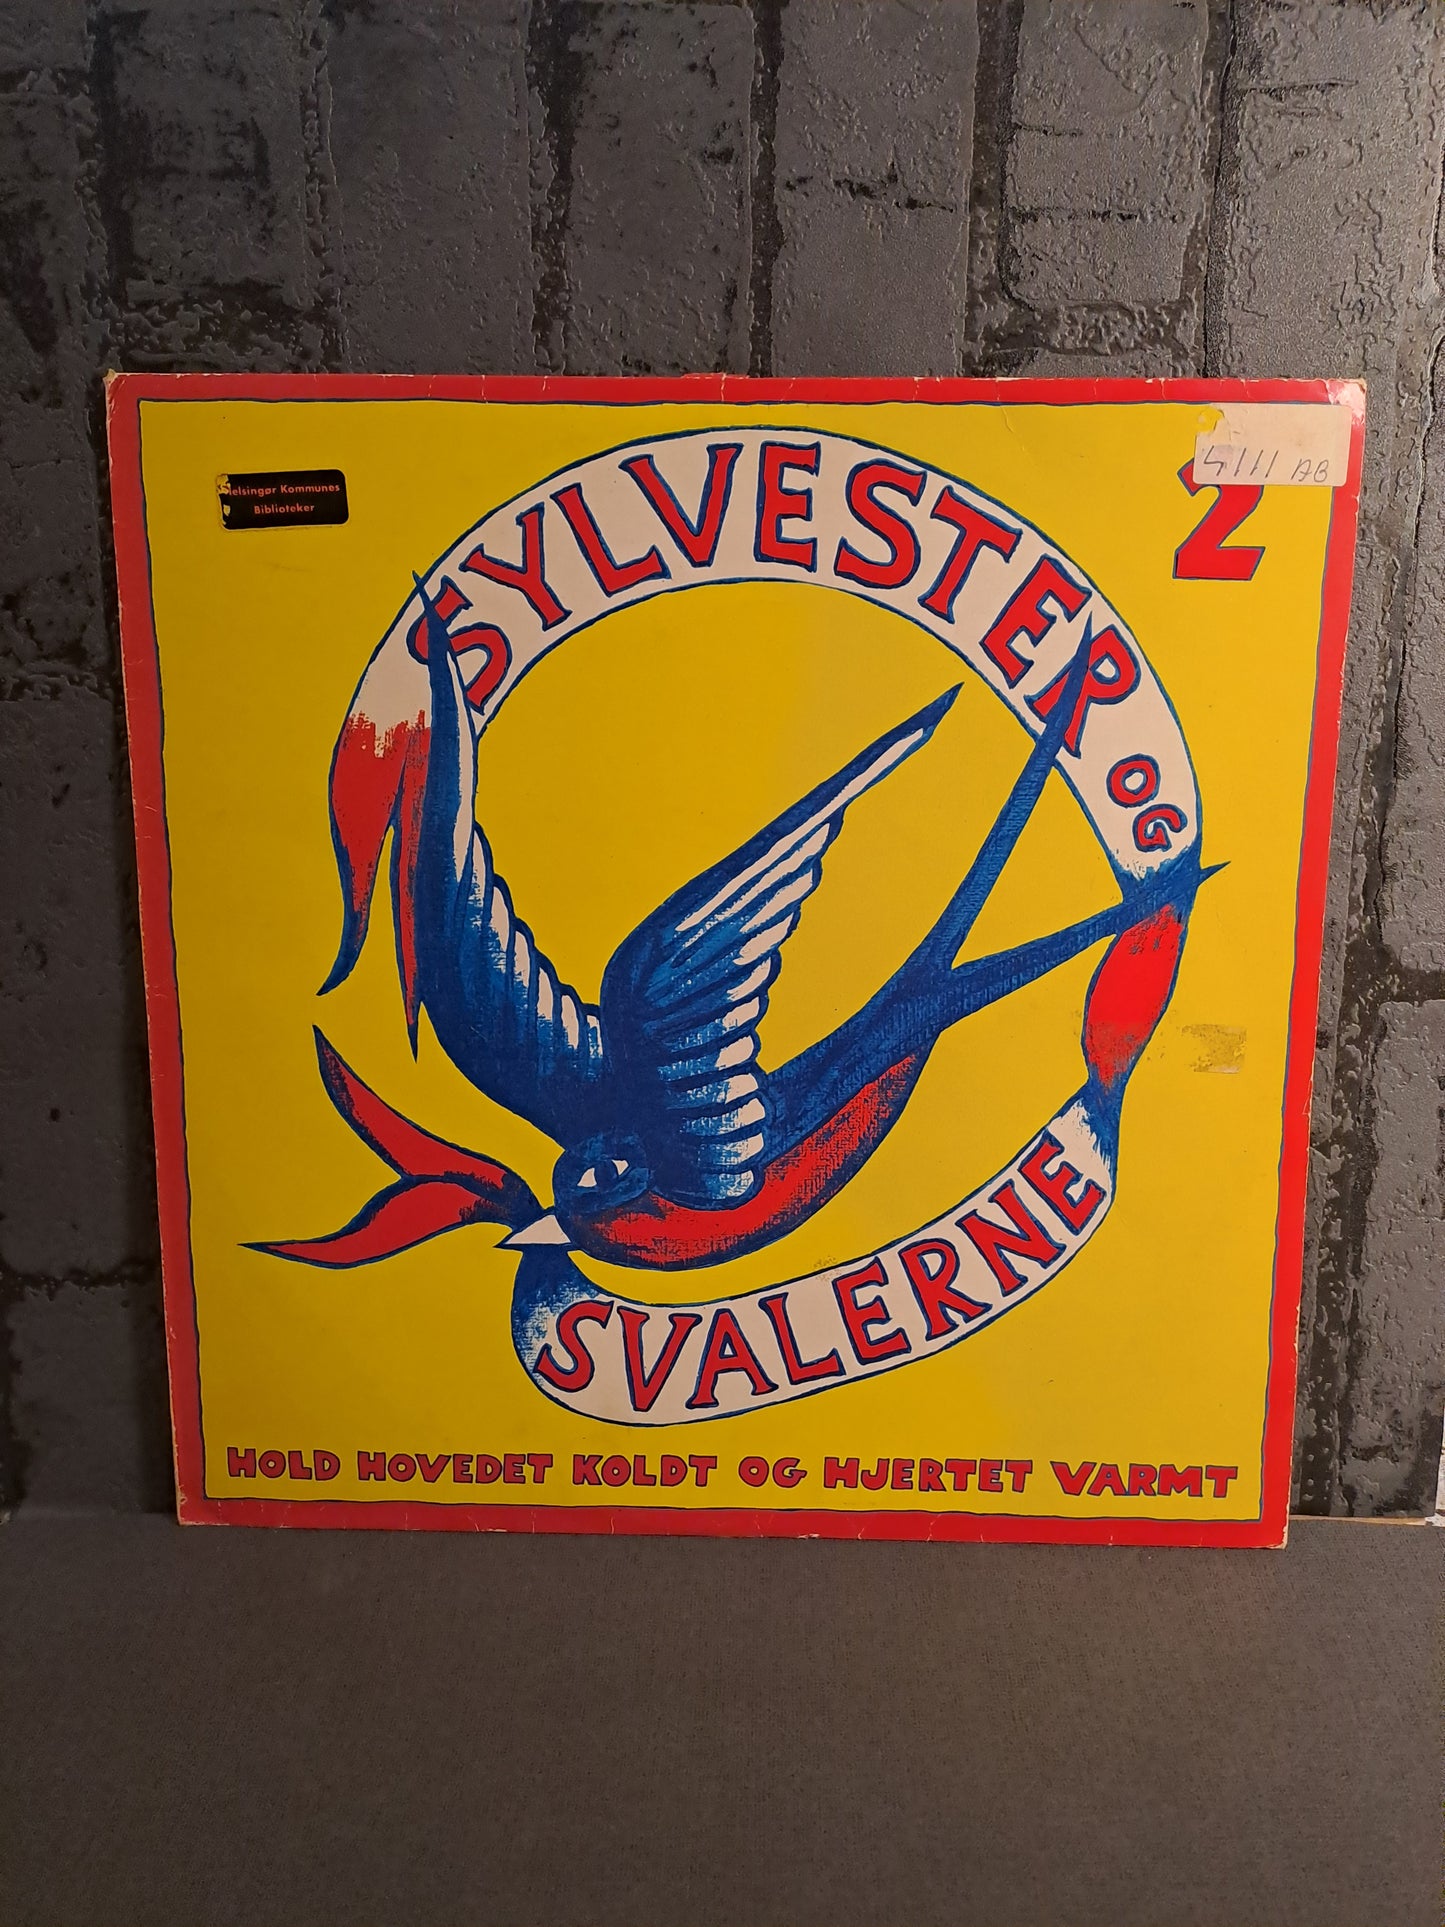 Helsingør Kommunes
Biblioteker
4111 AB
2
SYLVESTER OG
SVALERNE
HOLD HOVEDET KOLDT OG HJERTET VARMT